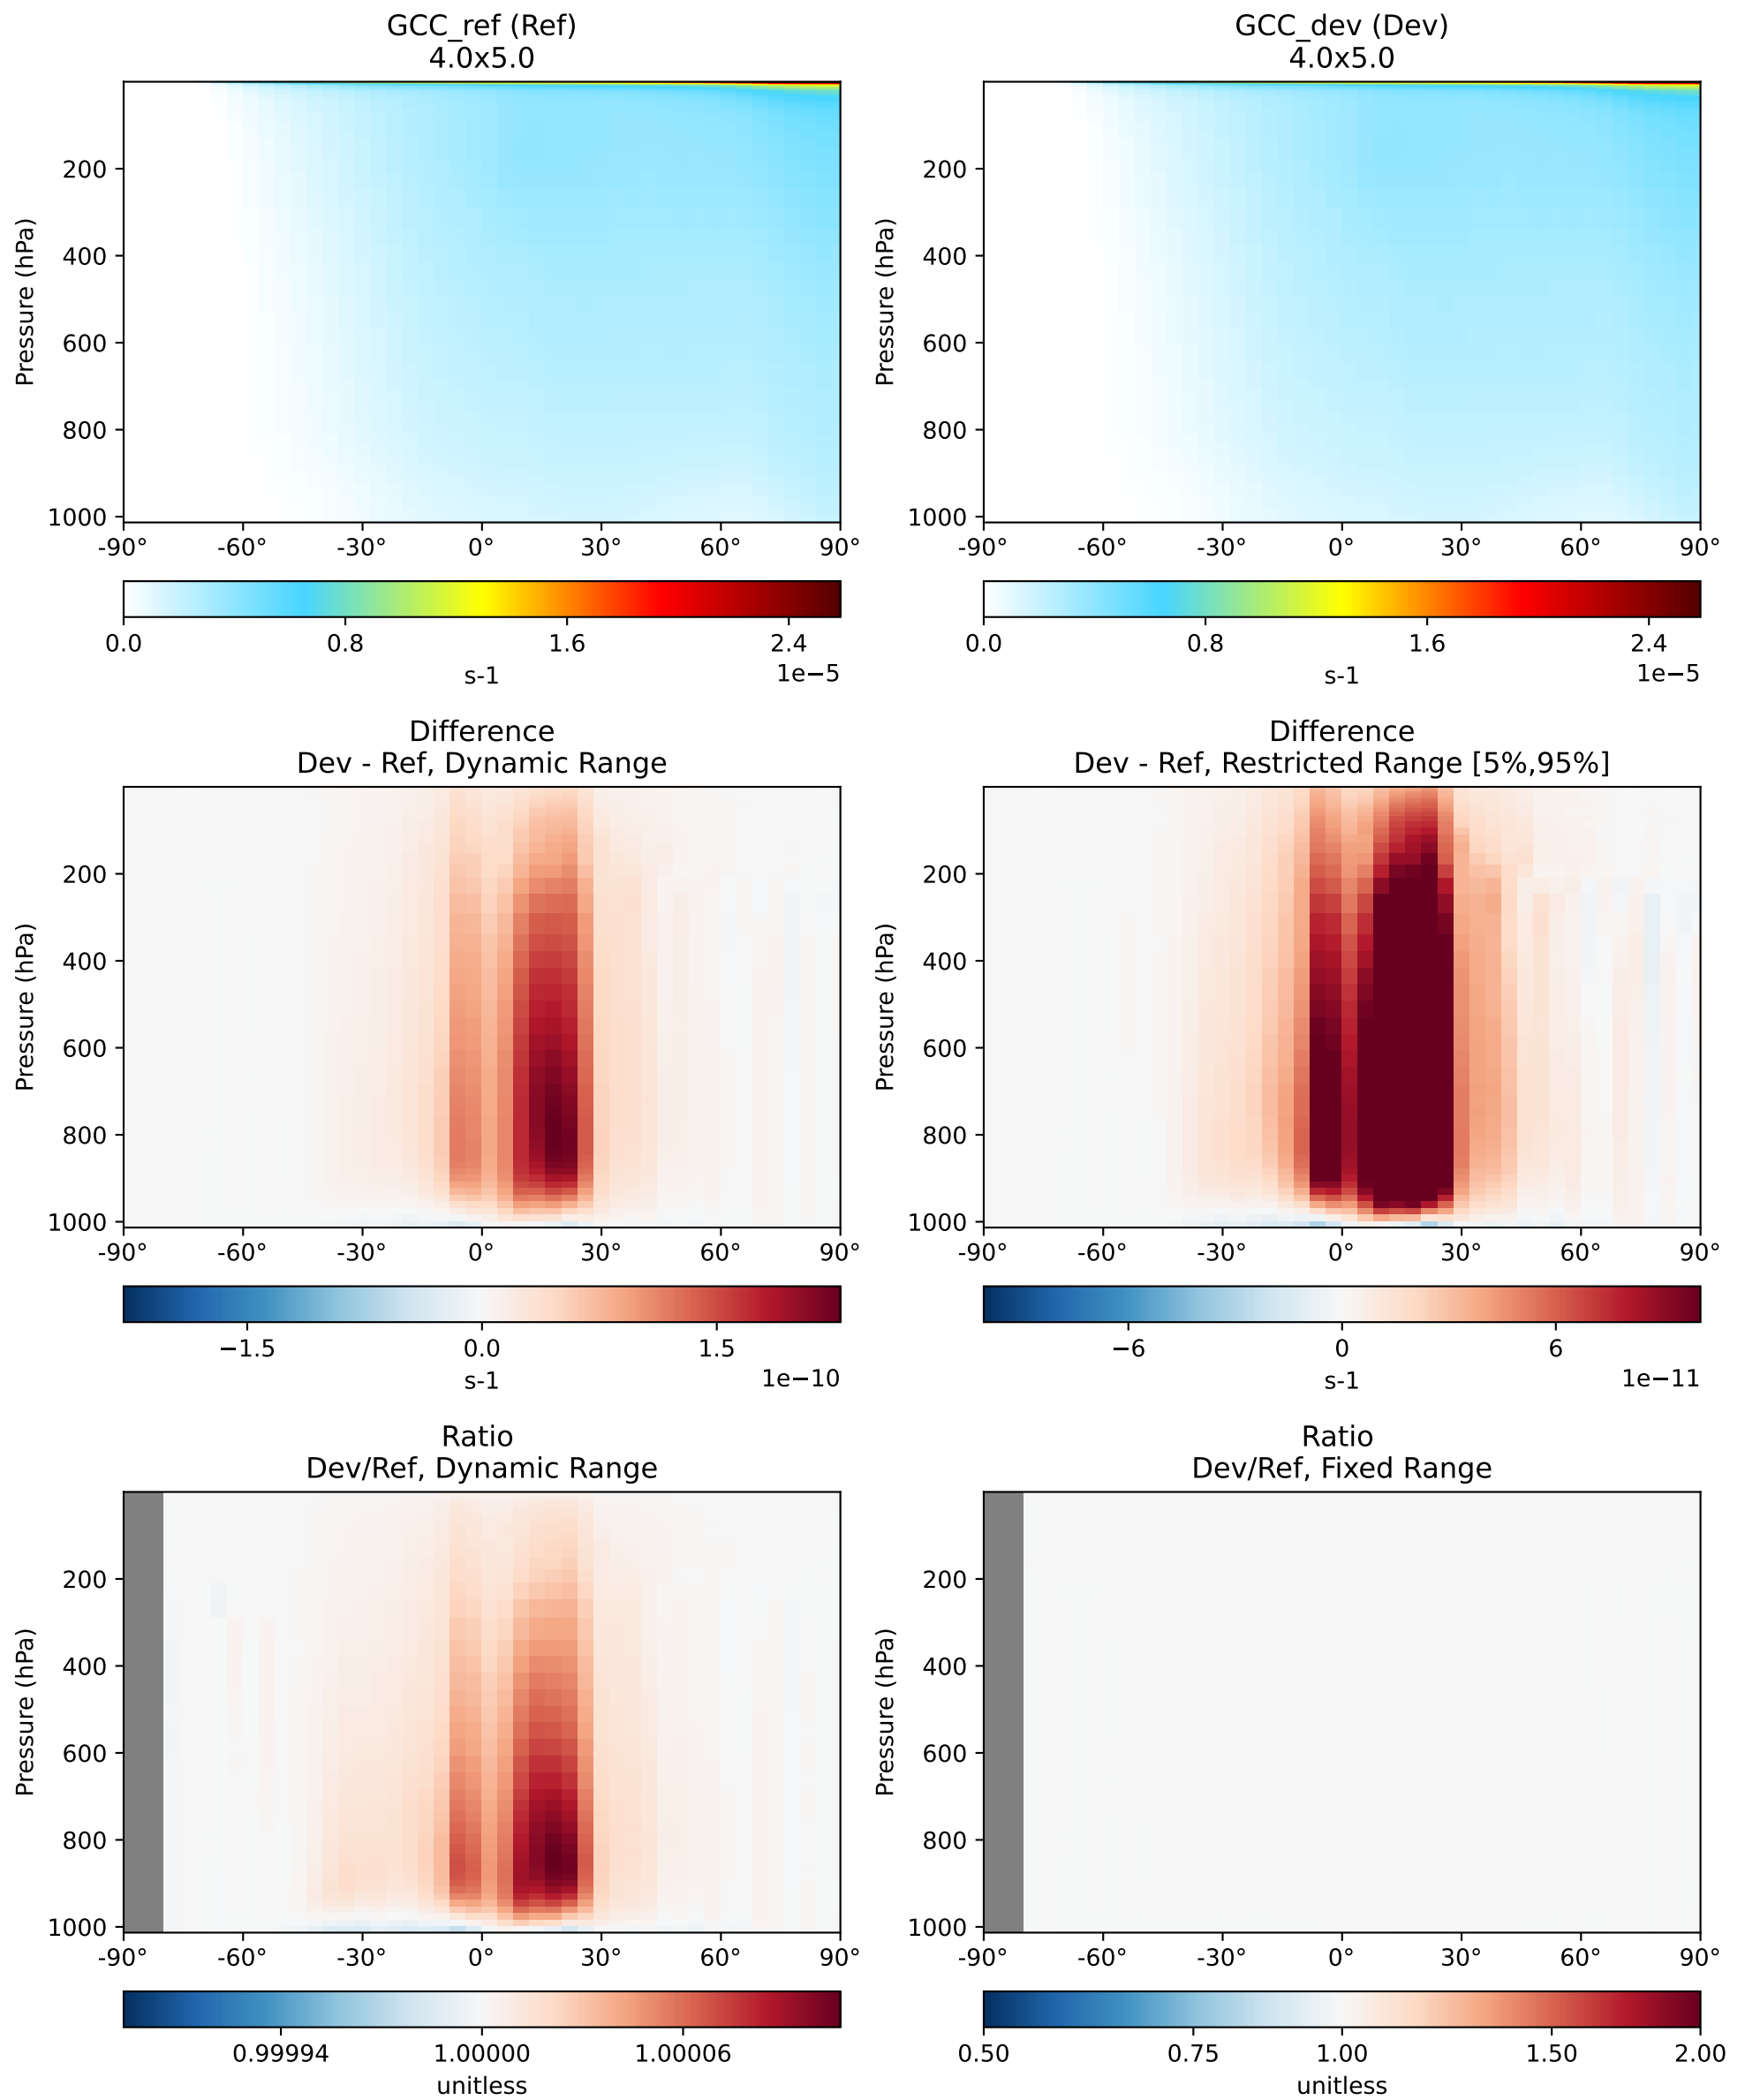 GCC_ref (Ref)
4.0x5.0
Pressure (hPa)
200
400
600
800
1000
-90° -60° -30° 0° 30° 60° 90°
0.0 0.8 1.6 2.4
s-1
1e−5
GCC_dev (Dev)
4.0x5.0
Pressure (hPa)
200
400
600
800
1000
-90° -60° -30° 0° 30° 60° 90°
0.0 0.8 1.6 2.4
s-1
1e−5
Difference
Dev - Ref, Dynamic Range
Pressure (hPa)
200
400
600
800
1000
-90° -60° -30° 0° 30° 60° 90°
−1.5 0.0 1.5
s-1
1e−10
Difference
Dev - Ref, Restricted Range [5%,95%]
Pressure (hPa)
200
400
600
800
1000
-90° -60° -30° 0° 30° 60° 90°
−6 0 6
s-1
1e−11
Ratio
Dev/Ref, Dynamic Range
Pressure (hPa)
200
400
600
800
1000
-90° -60° -30° 0° 30° 60° 90°
0.99994 1.00000 1.00006
unitless
Ratio
Dev/Ref, Fixed Range
Pressure (hPa)
200
400
600
800
1000
-90° -60° -30° 0° 30° 60° 90°
0.50 0.75 1.00 1.50 2.00
unitless